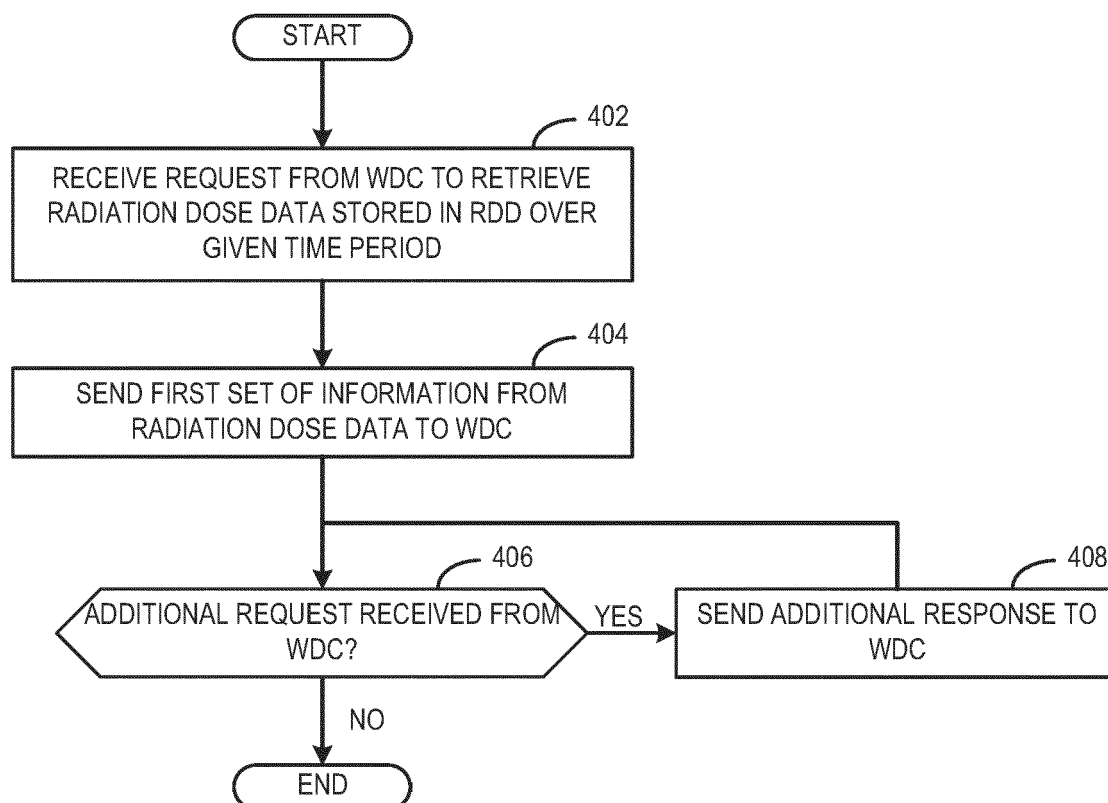 START
402
RECEIVE REQUEST FROM WDC TO RETRIEVE
RADIATION DOSE DATA STORED IN RDD OVER
GIVEN TIME PERIOD
404
SEND FIRST SET OF INFORMATION FROM
RADIATION DOSE DATA TO WDC
406
ADDITIONAL REQUEST RECEIVED FROM
WDC?
YES
408
SEND ADDITIONAL RESPONSE TO
WDC
NO
END